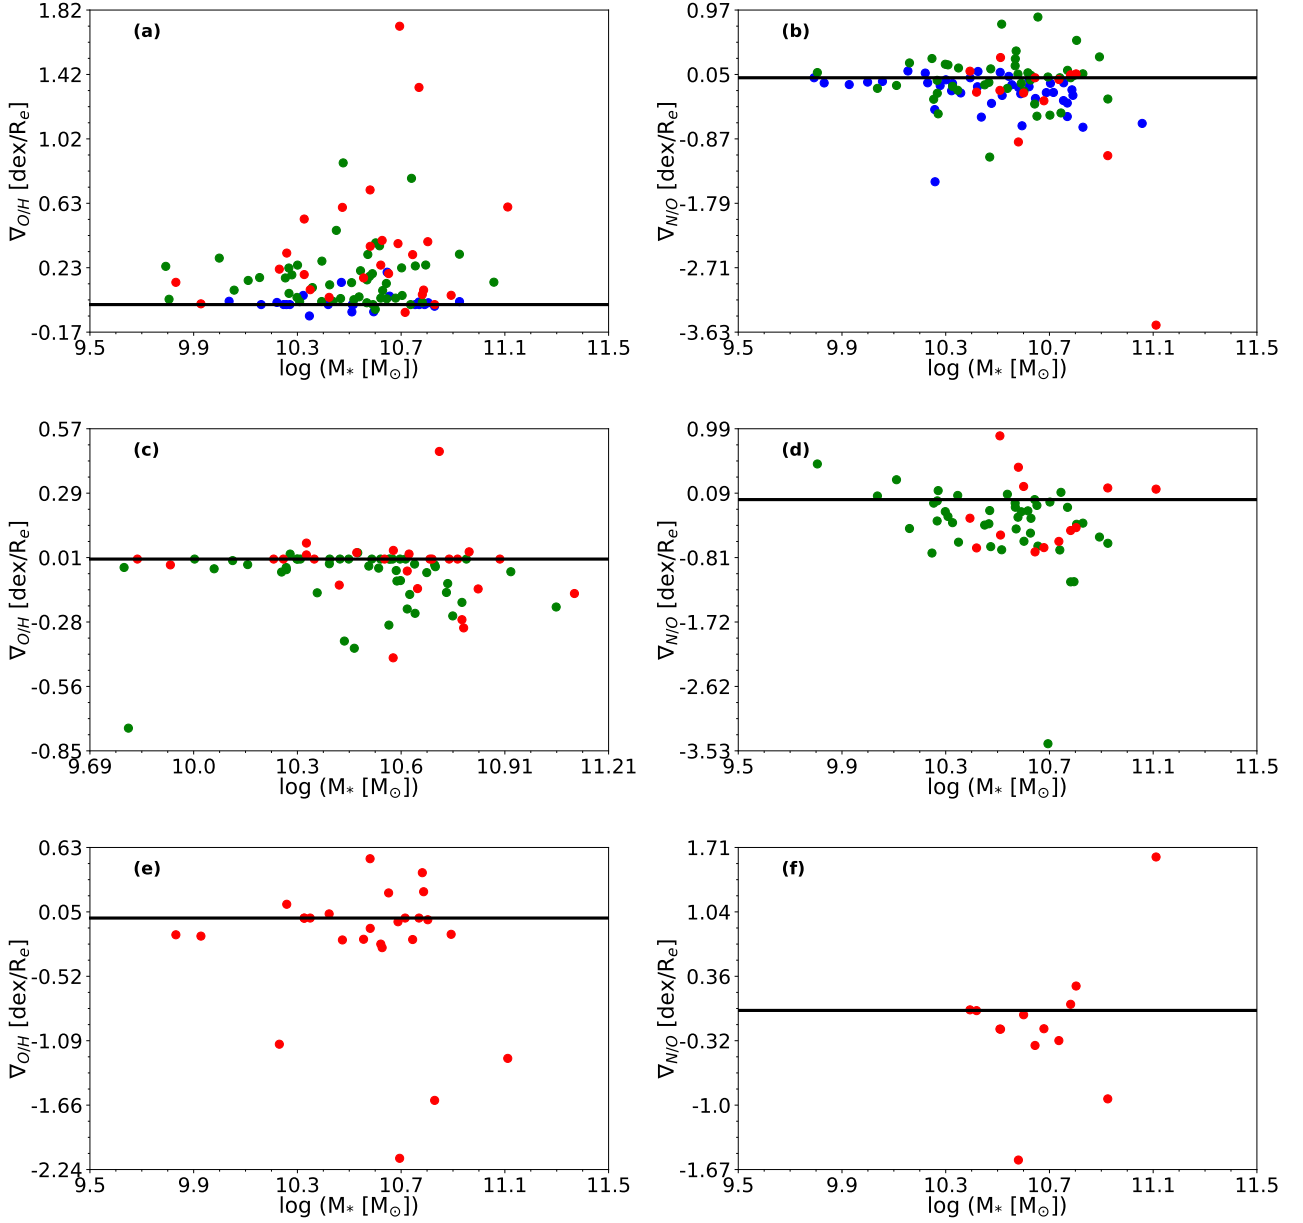 (a)
1.82
1.42
1.02
0.63
0.23
-0.17
∇O/H [dex/Re]
9.5 9.9 10.3 10.7 11.1 11.5
log (M* [M⊙])
(b)
0.97
0.05
-0.87
-1.79
-2.71
-3.63
∇N/O [dex/Re]
9.5 9.9 10.3 10.7 11.1 11.5
log (M* [M⊙])
(c)
0.57
0.29
0.01
-0.28
-0.56
-0.85
∇O/H [dex/Re]
9.69 10.0 10.3 10.6 10.91 11.21
log (M* [M⊙])
(d)
0.99
0.09
-0.81
-1.72
-2.62
-3.53
∇N/O [dex/Re]
9.5 9.9 10.3 10.7 11.1 11.5
log (M* [M⊙])
(e)
0.63
0.05
-0.52
-1.09
-1.66
-2.24
∇O/H [dex/Re]
9.5 9.9 10.3 10.7 11.1 11.5
log (M* [M⊙])
(f)
1.71
1.04
0.36
-0.32
-1.0
-1.67
∇N/O [dex/Re]
9.5 9.9 10.3 10.7 11.1 11.5
log (M* [M⊙])